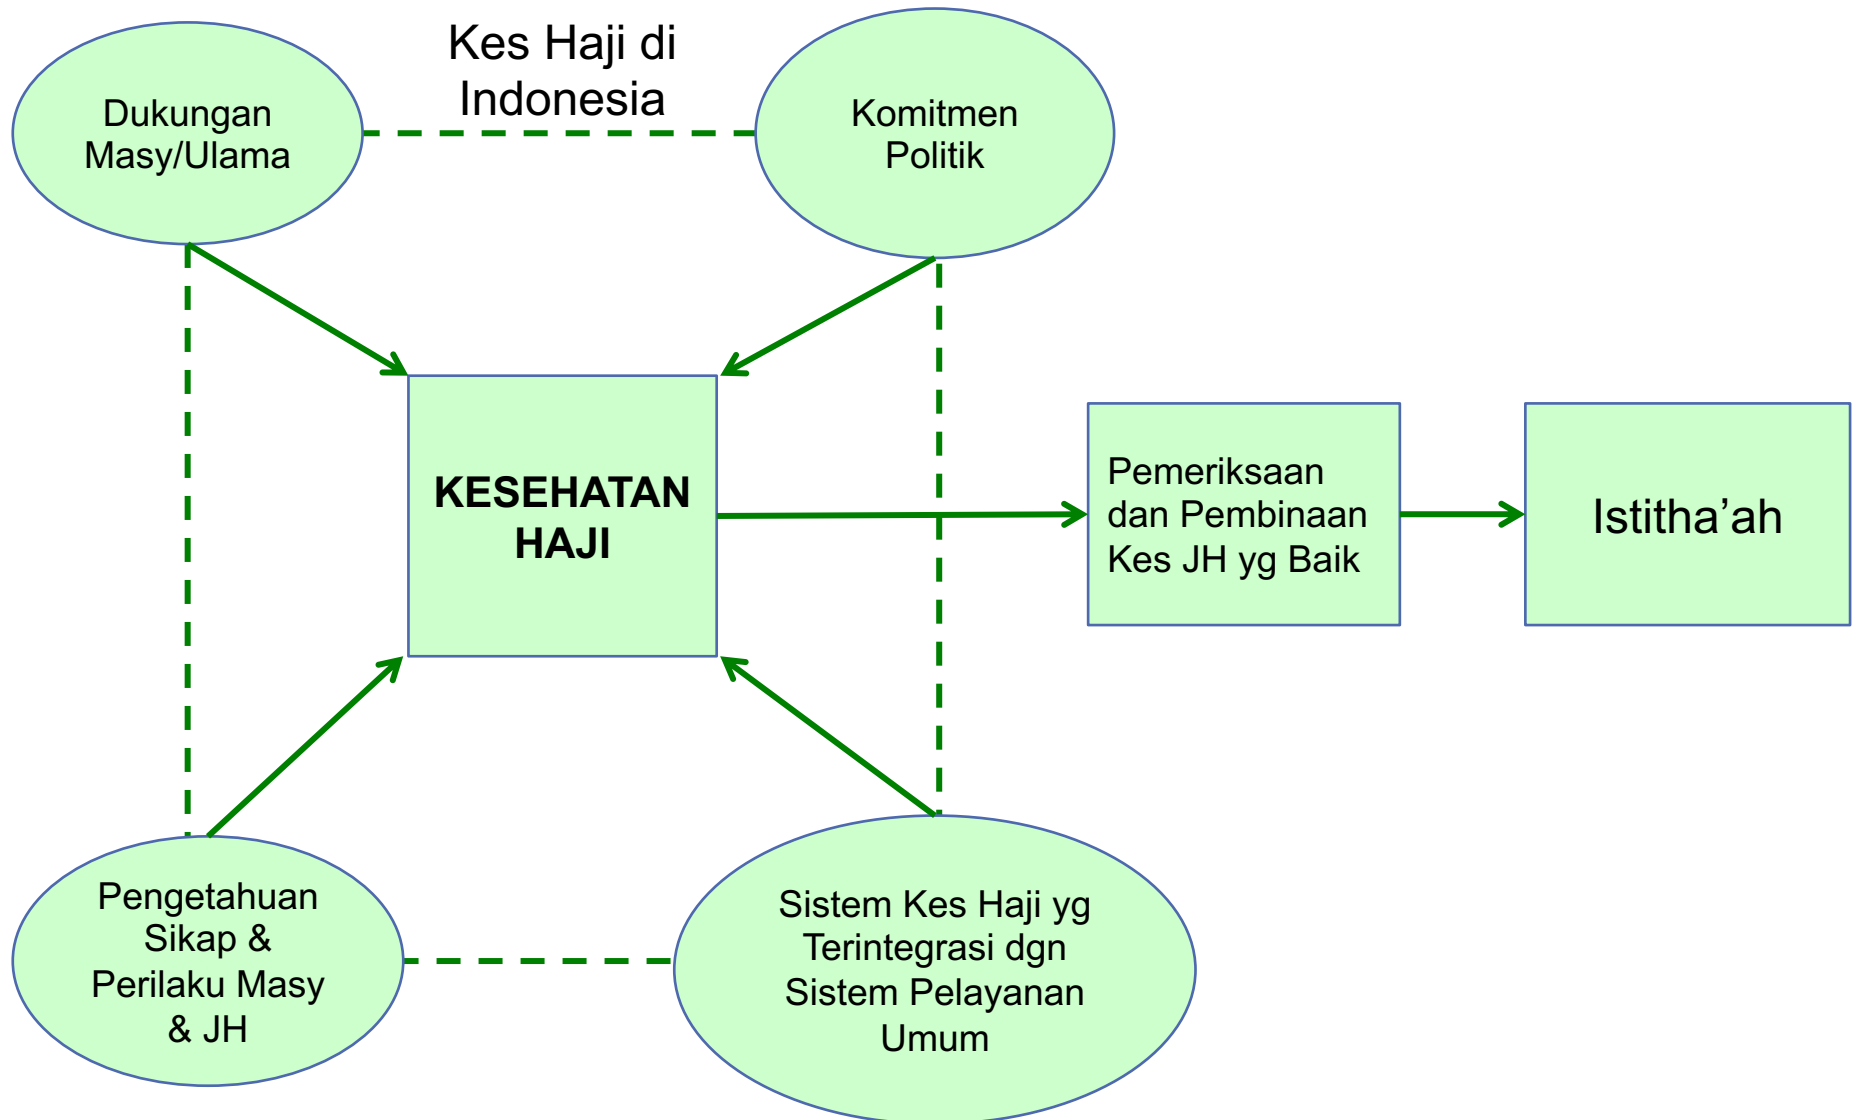 Kes Haji di
Indonesia
Dukungan
Masy/Ulama
Komitmen
Politik
KESEHATAN
HAJI
Pemeriksaan
dan Pembinaan
Kes JH yg Baik
Istitha’ah
Pengetahuan
Sikap &
Perilaku Masy
& JH
Sistem Kes Haji yg
Terintegrasi dgn
Sistem Pelayanan
Umum